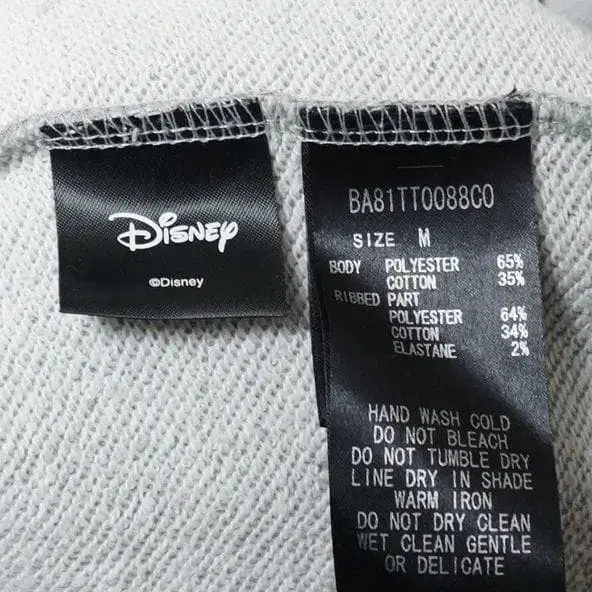 Disney
©Disney
BA81TT0088CO
SIZE M
BODY POLYESTER 65%
COTTON 35%
RIBBED PART
POLYESTER 64%
COTTON 34%
ELASTANE 2%
HAND WASH COLD
DO NOT BLEACH
DO NOT TUMBLE DRY
LINE DRY IN SHADE
WARM IRON
DO NOT DRY CLEAN
WET CLEAN GENTLE
OR DELICATE